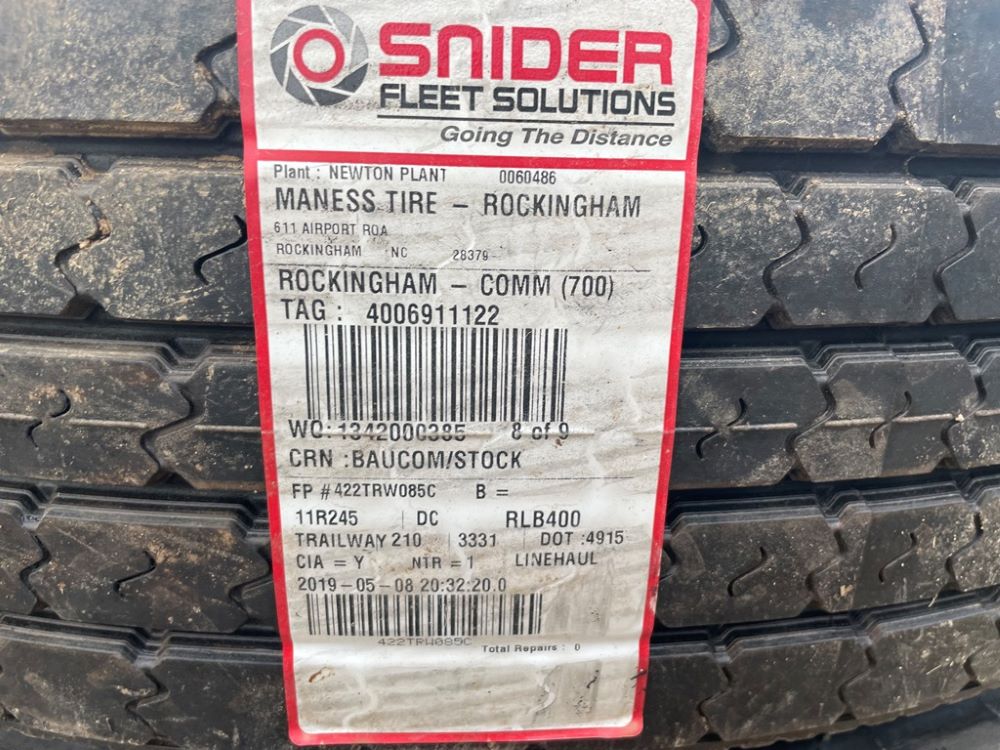 SNIDER
FLEET SOLUTIONS
Going The Distance
Plant : NEWTON PLANT 0060486
MANESS TIRE – ROCKINGHAM
611 AIRPORT ROA
ROCKINGHAM NC 28379
ROCKINGHAM – COMM (700)
TAG : 4006911122
WO: 1342000385 8 of 9
CRN :BAUCOM/STOCK
FP # 422TRW085C B =
11R245 | DC RLB400
TRAILWAY 210 | 3331 DOT :4915
CIA = Y NTR = 1 LINEHAUL
2019-05-08 20:32:20.0
422TRW085C Total Repairs : 0